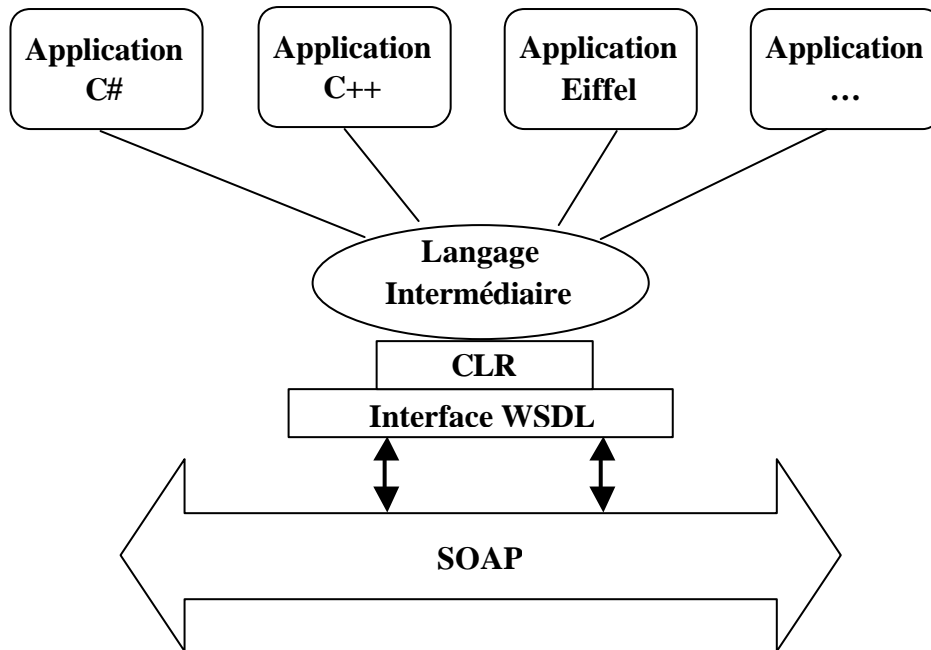 Application
C#
Application
C++
Application
Eiffel
Application
…
Langage
Intermédiaire
CLR
Interface WSDL
SOAP